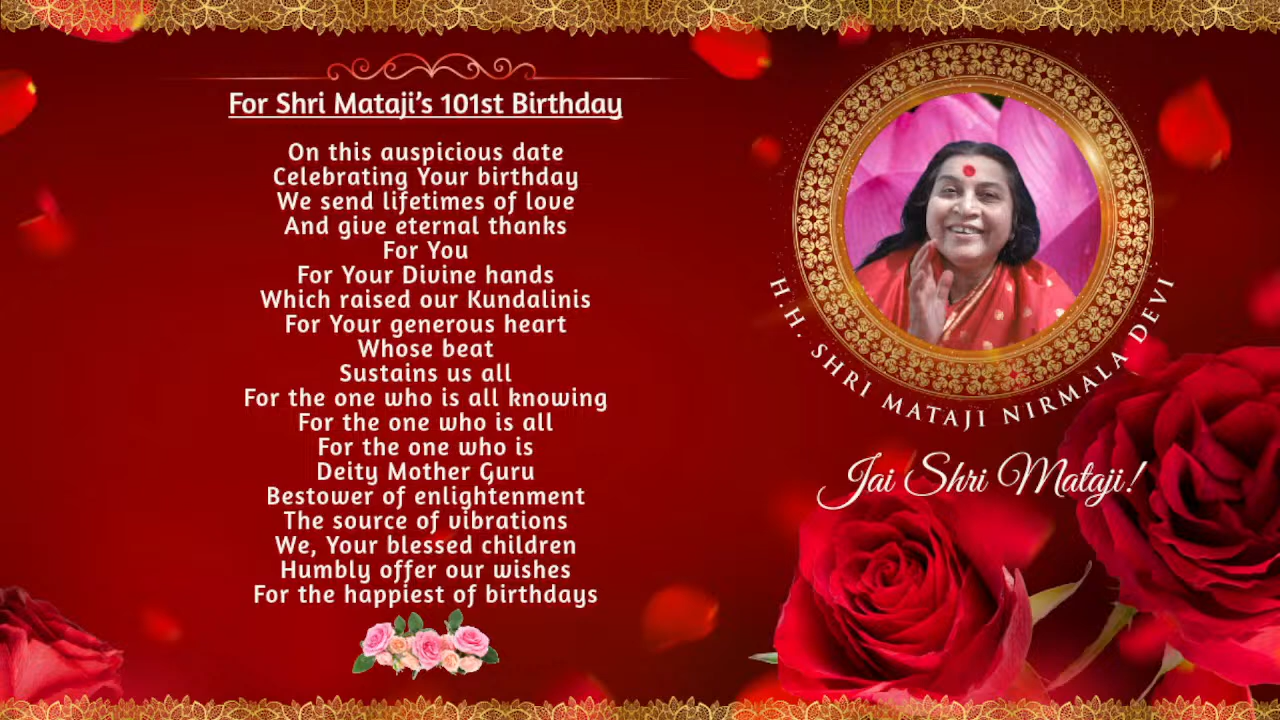 For Shri Mataji’s 101st Birthday
On this auspicious date
Celebrating Your birthday
We send lifetimes of love
And give eternal thanks
For You
For Your Divine hands
Which raised our Kundalinis
For Your generous heart
Whose beat
Sustains us all
For the one who is all knowing
For the one who is all
For the one who is
Deity Mother Guru
Bestower of enlightenment
The source of vibrations
We, Your blessed children
Humbly offer our wishes
For the happiest of birthdays
H.H. SHRI MATAJI NIRMALA DEVI
Jai Shri Mataji!